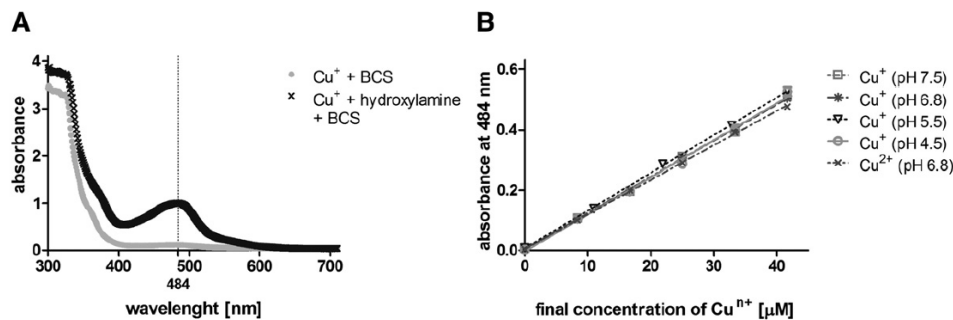 A
absorbance
4
3
2
1
0
300
400
500
600
700
484
wavelenght [nm]
Cu⁺ + BCS
Cu⁺ + hydroxylamine
+ BCS
B
absorbance at 484 nm
0.6
0.4
0.2
0.0
0
10
20
30
40
final concentration of Cuⁿ⁺ [µM]
Cu⁺ (pH 7.5)
Cu⁺ (pH 6.8)
Cu⁺ (pH 5.5)
Cu⁺ (pH 4.5)
Cu²⁺ (pH 6.8)